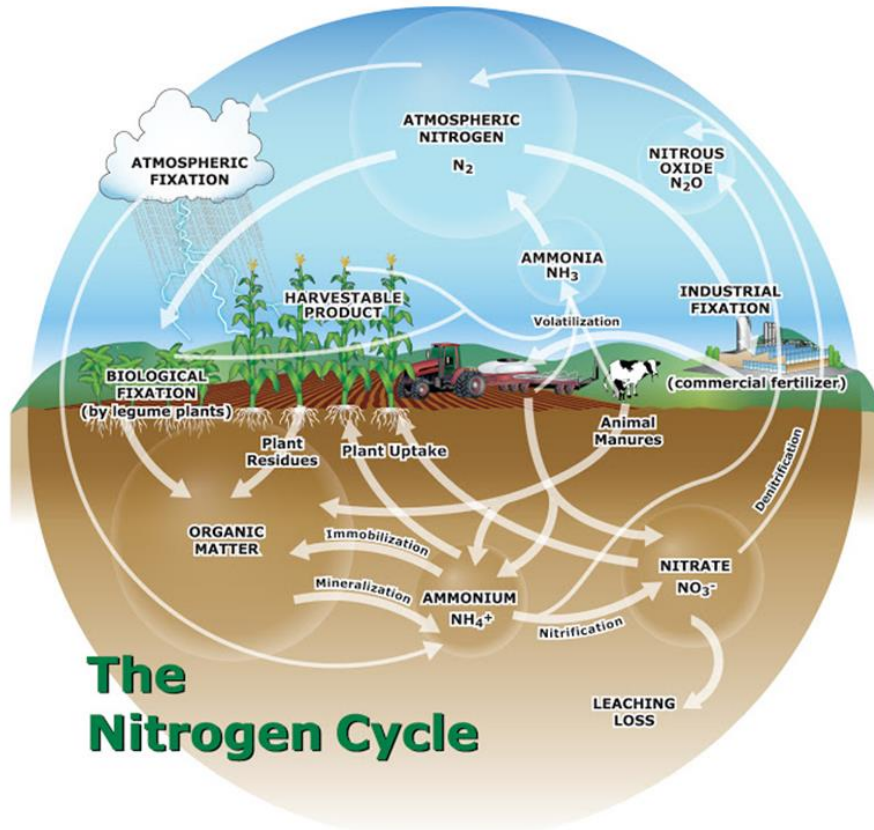 ATMOSPHERIC
NITROGEN
N₂
ATMOSPHERIC
FIXATION
NITROUS
OXIDE
N₂O
AMMONIA
NH₃
HARVESTABLE
PRODUCT
INDUSTRIAL
FIXATION
Volatilization
BIOLOGICAL
FIXATION
(by legume plants)
(commercial fertilizer)
Plant
Residues
Plant Uptake
Animal
Manures
Denitrification
ORGANIC
MATTER
Immobilization
Mineralization
AMMONIUM
NH₄⁺
NITRATE
NO₃⁻
Nitrification
LEACHING
LOSS
The
Nitrogen Cycle